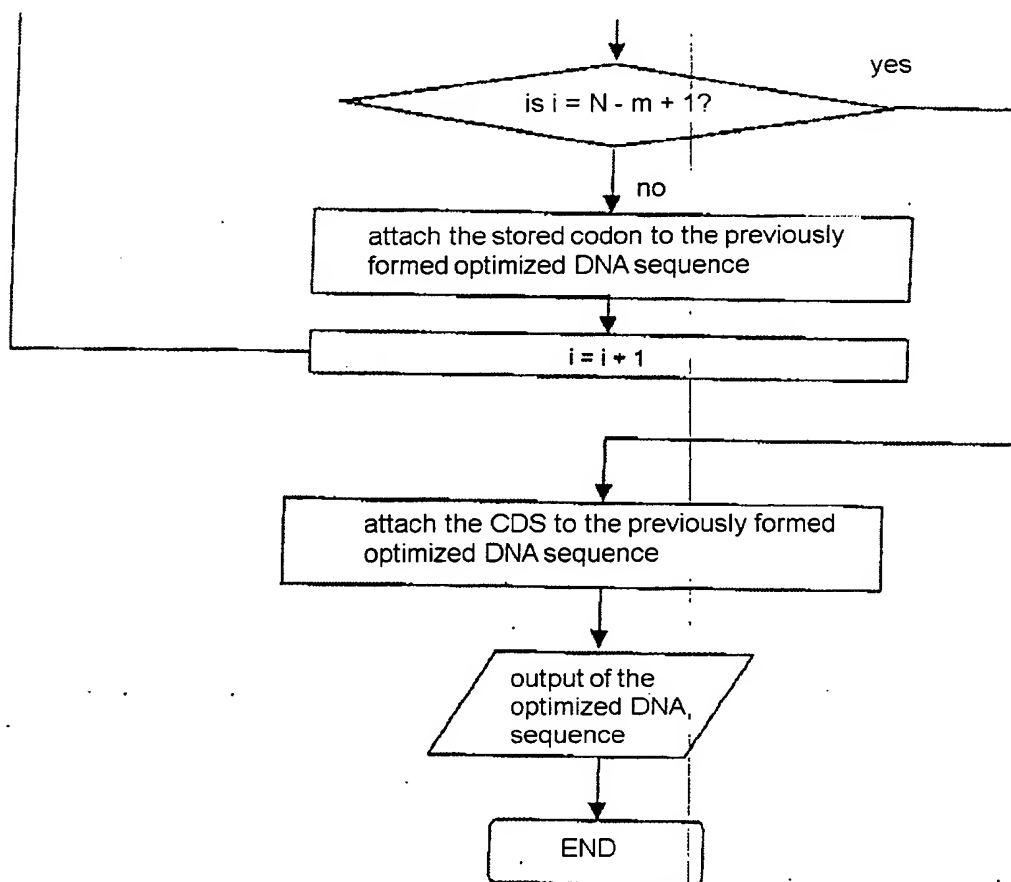 yes
is i = N - m + 1?
no
attach the stored codon to the previously
formed optimized DNA sequence
i = i + 1
attach the CDS to the previously formed
optimized DNA sequence
output of the
optimized DNA
sequence
END